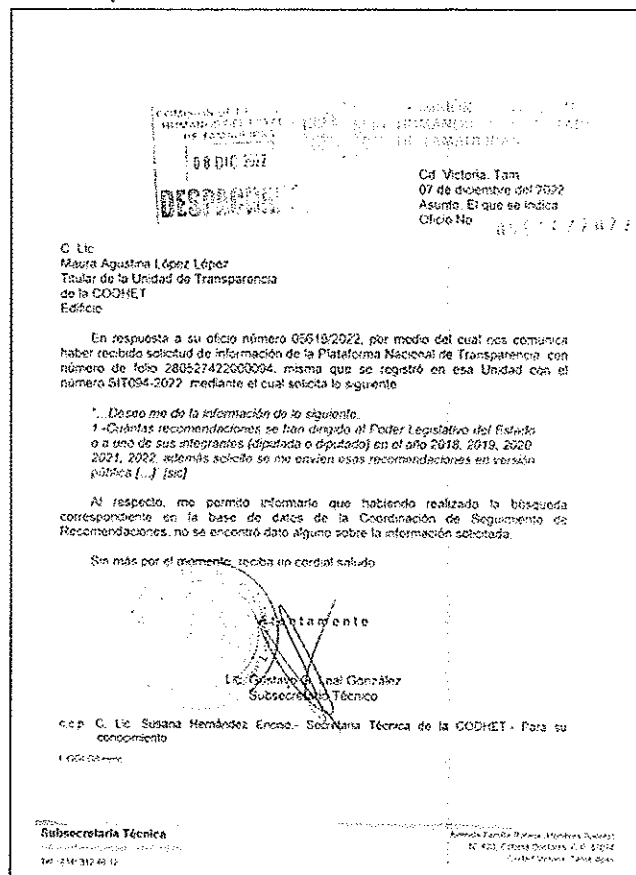 08 DIC 2022
DESPACHADO
Cd. Victoria, Tam
07 de diciembre del 2022
Asunto. El que se indica
Oficio No
C. Lic
Maura Agustina López López
Titular de la Unidad de Transparencia
de la CODHET
Edificio
En respuesta a su oficio número 05619/2022, por medio del cual nos comunica
haber recibido solicitud de información de la Plataforma Nacional de Transparencia con
número de folio 280527422000094, misma que se registró en esa Unidad con el
número SIT094-2022 mediante el cual solicita lo siguiente
"...Deseo me de la información de lo siguiente.
1.-Cuántas recomendaciones se han dirigido al Poder Legislativo del Estado
o a uno de sus integrantes (diputada o diputado) en el año 2018, 2019, 2020
2021, 2022, además solicito se me envíen esas recomendaciones en versión
pública [...]" [sic]
Al respecto, me permito informarle que habiendo realizado la búsqueda
correspondiente en la base de datos de la Coordinación de Seguimiento de
Recomendaciones, no se encontró dato alguno sobre la información solicitada.
Sin más por el momento, reciba un cordial saludo
Atentamente
Lic. Gustavo G. Leal González
Subsecretario Técnico
c.c.p. C. Lic. Susana Hernández - Secretaria Técnica de la CODHET - Para su
conocimiento
Subsecretaría Técnica